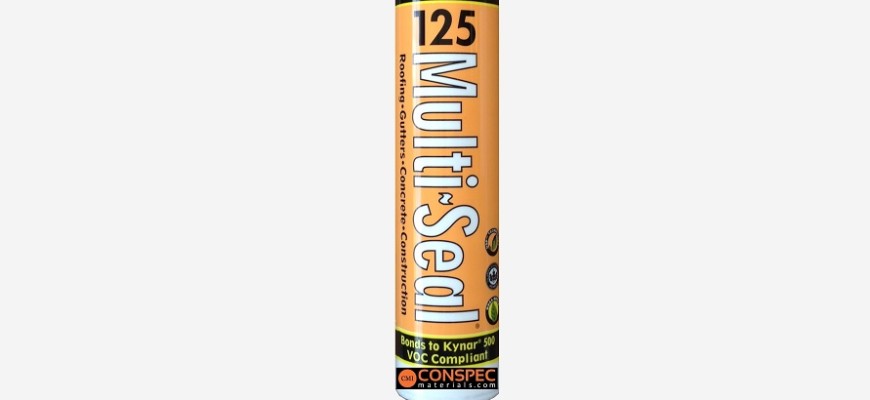 125
Multi~Seal®
Roofing-Gutters-Concrete-Construction
Bonds to Kynar® 500
VOC Compliant
CMI CONSPEC
materials.com